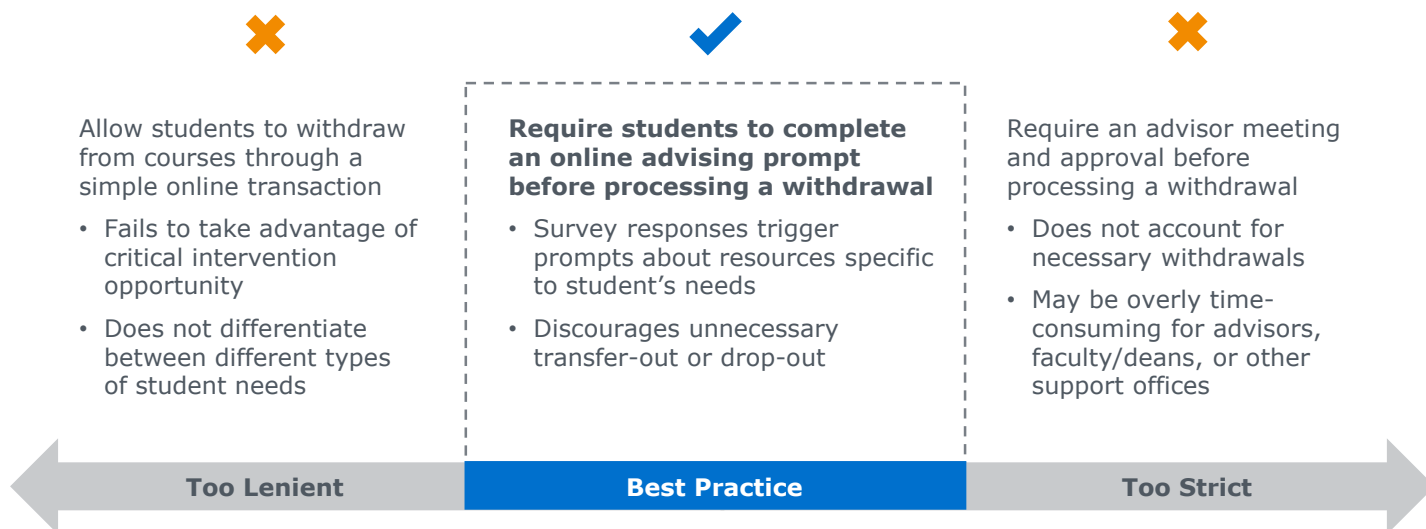 Allow students to withdraw
from courses through a
simple online transaction
• Fails to take advantage of
critical intervention
opportunity
• Does not differentiate
between different types
of student needs
Require students to complete
an online advising prompt
before processing a withdrawal
• Survey responses trigger
prompts about resources specific
to student’s needs
• Discourages unnecessary
transfer-out or drop-out
Require an advisor meeting
and approval before
processing a withdrawal
• Does not account for
necessary withdrawals
• May be overly time-
consuming for advisors,
faculty/deans, or other
support offices
Too Lenient
Best Practice
Too Strict